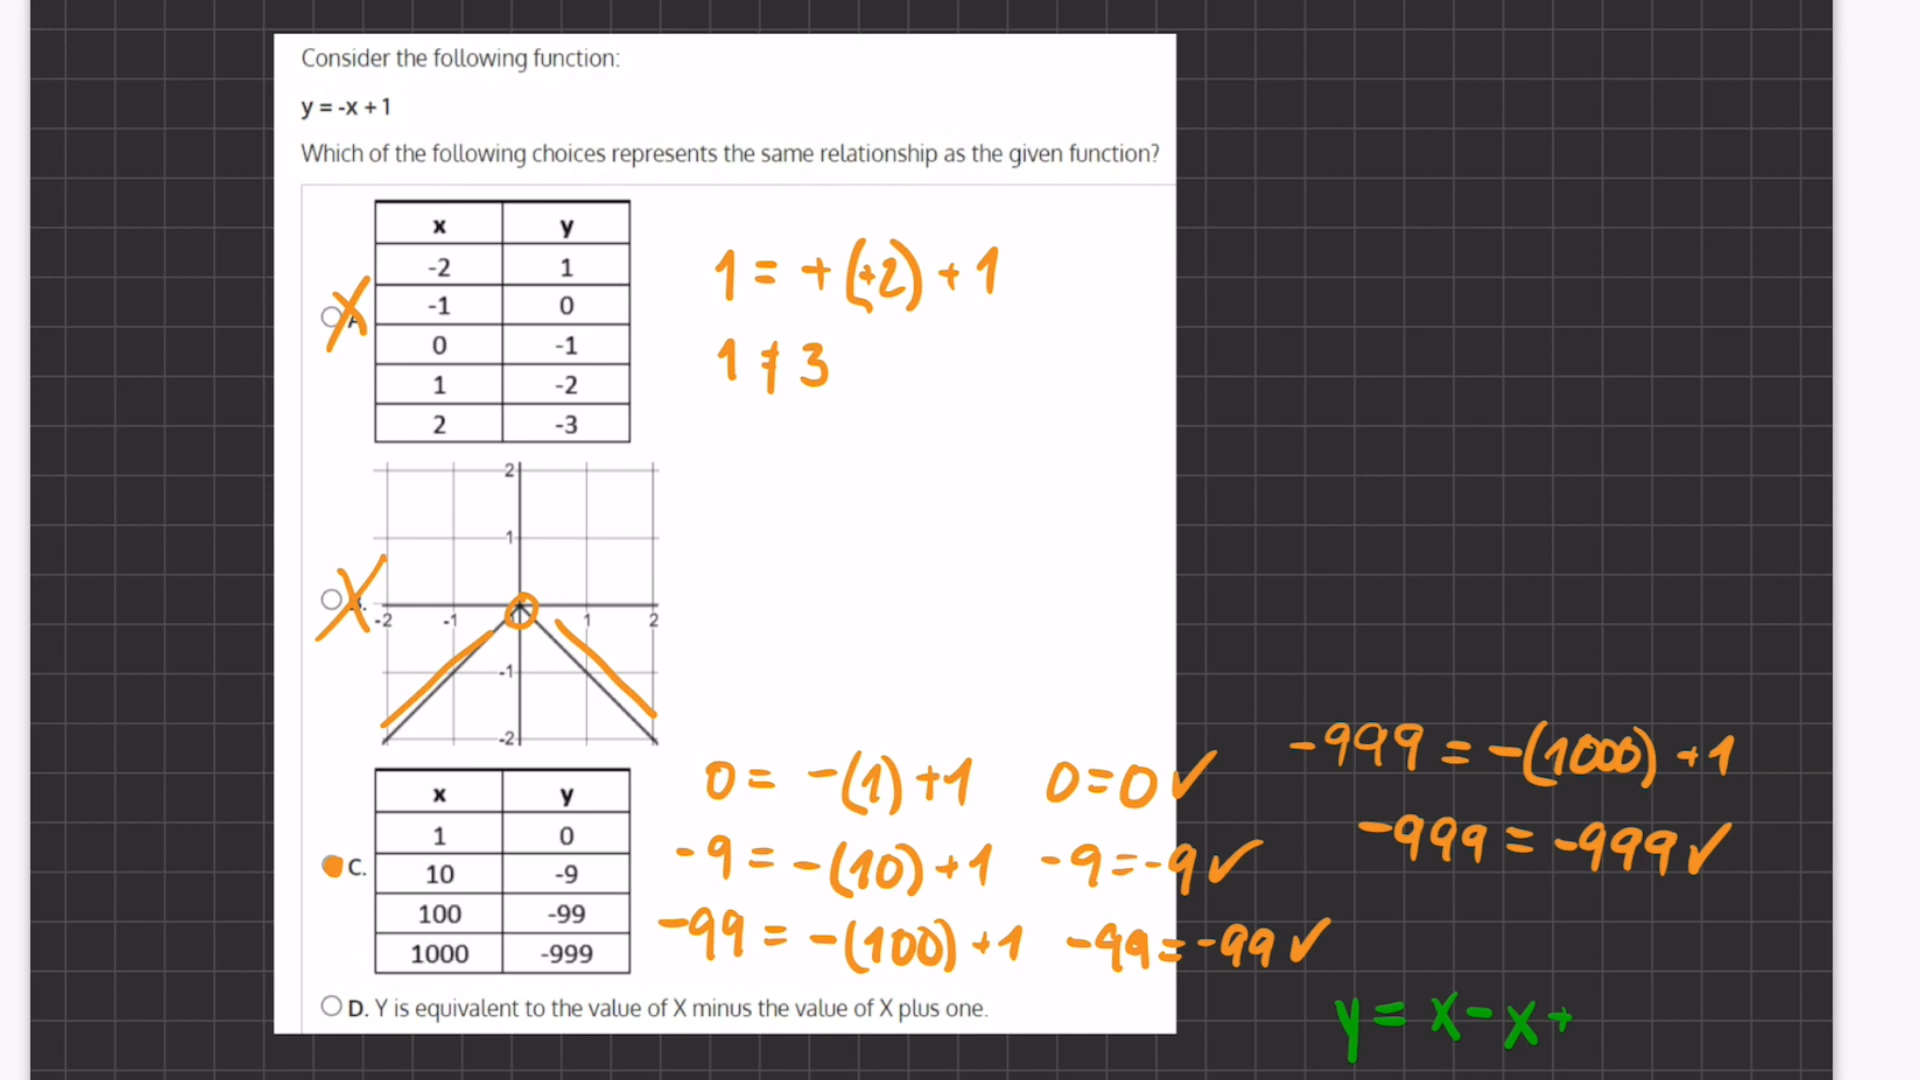 Consider the following function:
y = -x + 1
Which of the following choices represents the same relationship as the given function?
x y
-2 1
-1 0
0 -1
1 -2
2 -3
1 = + (+2) + 1
1 ≠ 3
2
1
-2 -1 1 2
-1
-2
C.
x y
1 0
10 -9
100 -99
1000 -999
0 = -(1) +1 0=0 ✓
-9 = -(10) +1 -9=-9 ✓
-99 = -(100) +1 -99=-99 ✓
-999 = -(1000) +1
-999 = -999 ✓
D. Y is equivalent to the value of X minus the value of X plus one.
y = x - x +